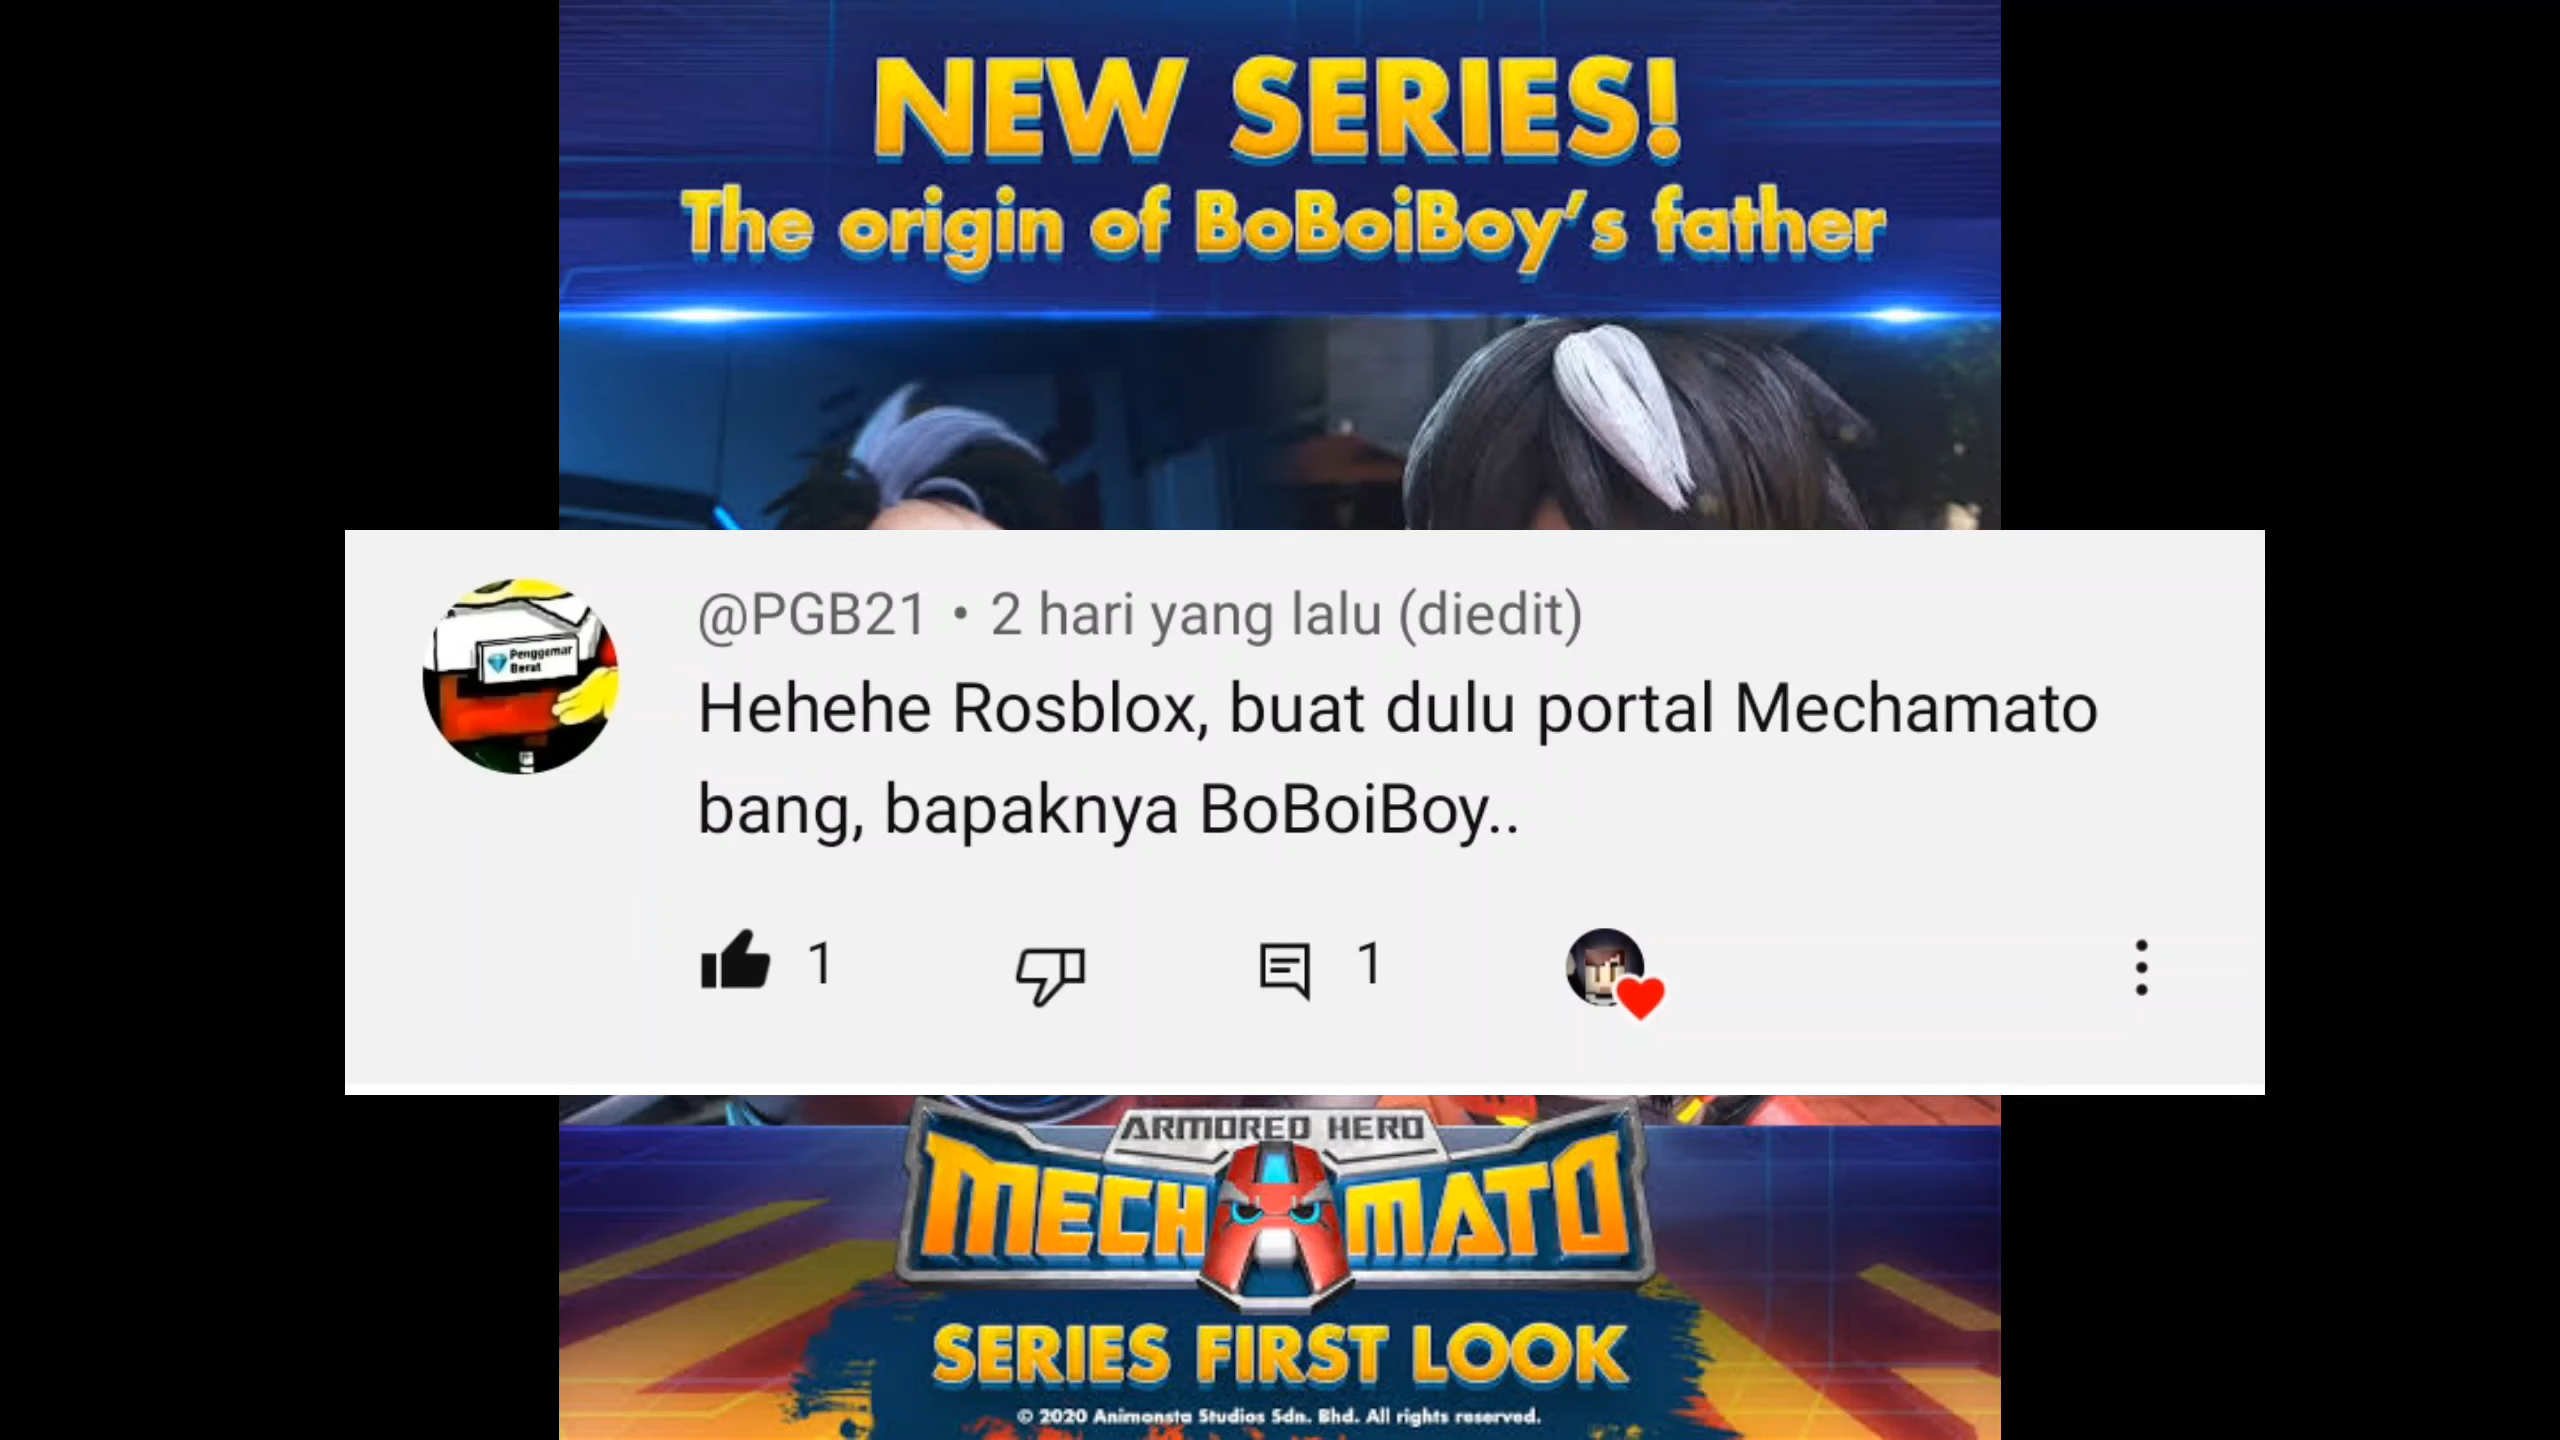 NEW SERIES!
The origin of BoBoiBoy's father
@PGB21 • 2 hari yang lalu (diedit)
Penggemar
Berat
Hehehe Rosblox, buat dulu portal Mechamato
bang, bapaknya BoBoiBoy..
1
1
ARMORED HERO
MECHAMATO
SERIES FIRST LOOK
© 2020 Animonsta Studios Sdn. Bhd. All rights reserved.